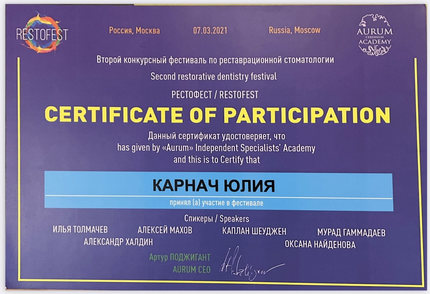 RESTOFEST
Россия, Москва 07.03.2021 Russia, Moscow
AURUM
ACADEMY
Второй конкурсный фестиваль по реставрационной стоматологии
Second restorative dentistry festival
РЕСТОФЕСТ / RESTOFEST
CERTIFICATE OF PARTICIPATION
Данный сертификат удостоверяет, что
has given by «Aurum» Independent Specialists' Academy
and this is to Certify that
КАРНАЧ ЮЛИЯ
принял (а) участие в фестивале
Спикеры / Speakers
ИЛЬЯ ТОЛМАЧЕВ АЛЕКСЕЙ МАХОВ КАПЛАН ШЕУДЖЕН МУРАД ГАММАДАЕВ
АЛЕКСАНДР ХАЛДИН ОКСАНА НАЙДЕНОВА
Артур ПОДЖИГАНТ
AURUM CEO